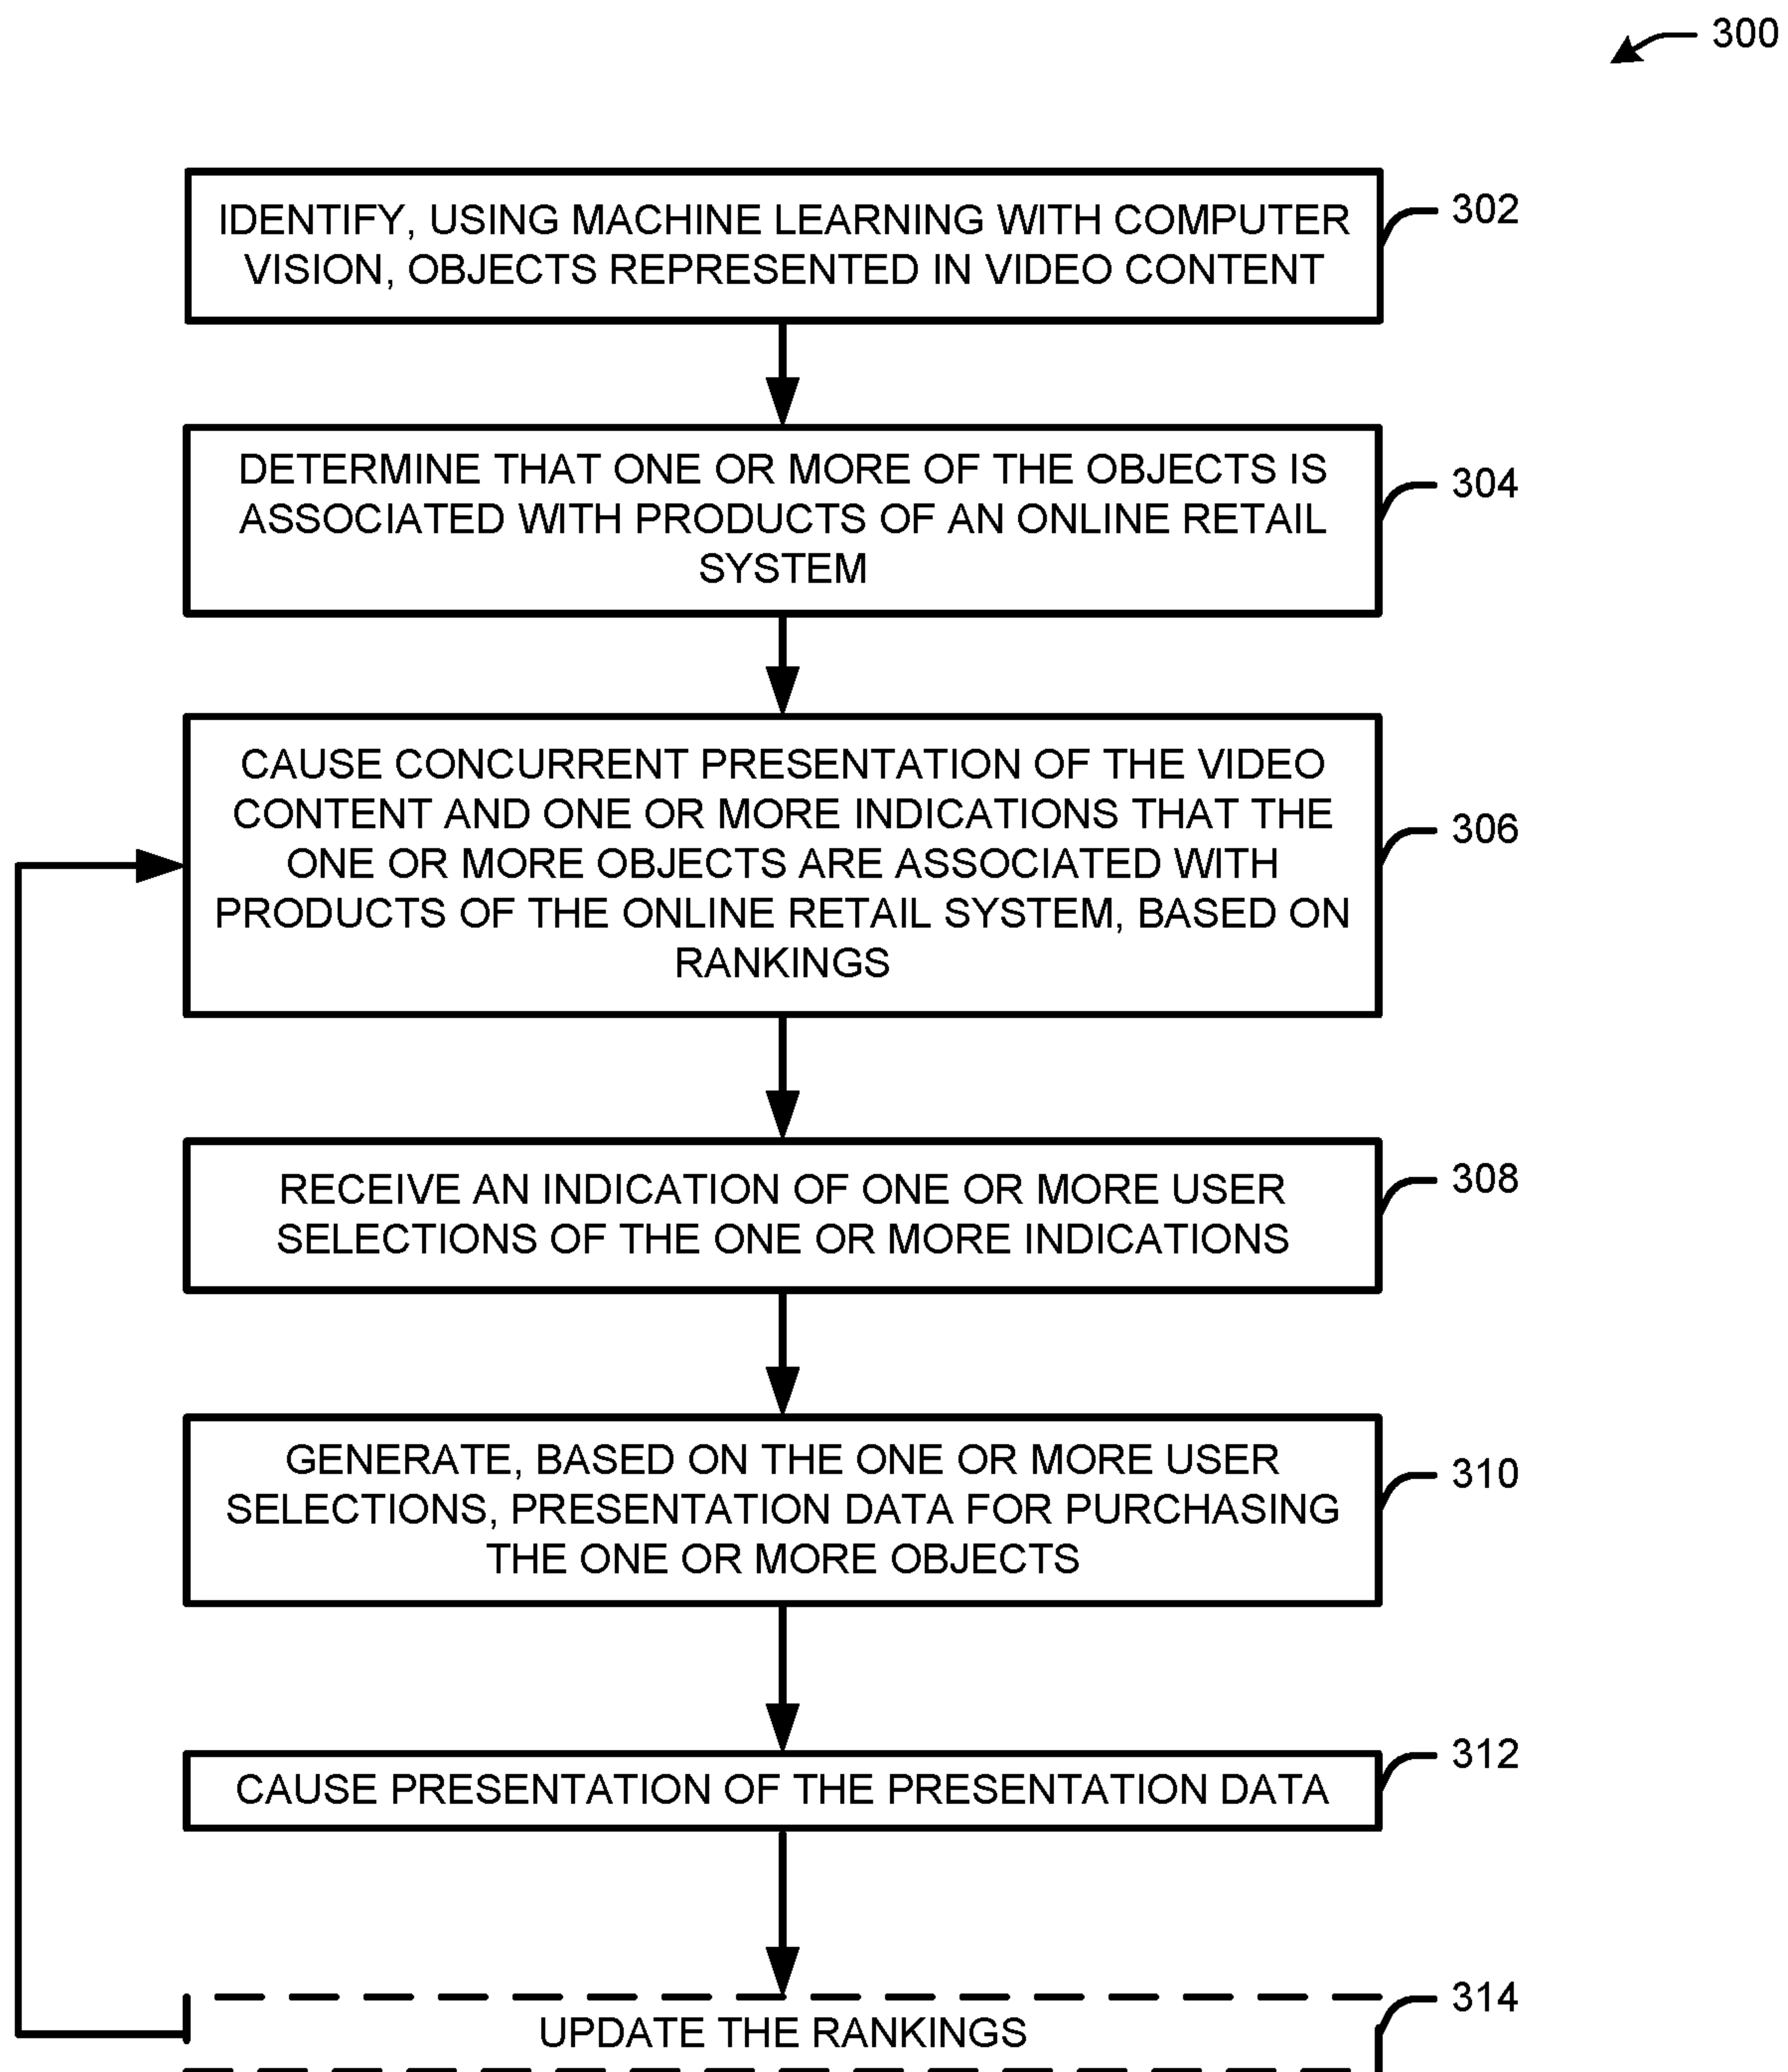 300
IDENTIFY, USING MACHINE LEARNING WITH COMPUTER
VISION, OBJECTS REPRESENTED IN VIDEO CONTENT
302
DETERMINE THAT ONE OR MORE OF THE OBJECTS IS
ASSOCIATED WITH PRODUCTS OF AN ONLINE RETAIL
SYSTEM
304
CAUSE CONCURRENT PRESENTATION OF THE VIDEO
CONTENT AND ONE OR MORE INDICATIONS THAT THE
ONE OR MORE OBJECTS ARE ASSOCIATED WITH
PRODUCTS OF THE ONLINE RETAIL SYSTEM, BASED ON
RANKINGS
306
RECEIVE AN INDICATION OF ONE OR MORE USER
SELECTIONS OF THE ONE OR MORE INDICATIONS
308
GENERATE, BASED ON THE ONE OR MORE USER
SELECTIONS, PRESENTATION DATA FOR PURCHASING
THE ONE OR MORE OBJECTS
310
CAUSE PRESENTATION OF THE PRESENTATION DATA
312
UPDATE THE RANKINGS
314